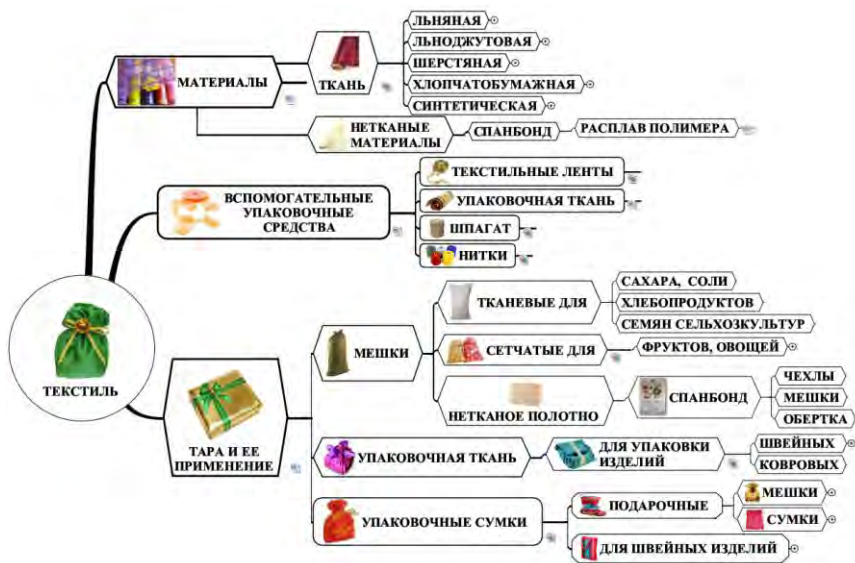 ТЕКСТИЛЬ
МАТЕРИАЛЫ
ТКАНЬ
ЛЬНЯНАЯ
ЛЬНОДЖУТОВАЯ
ШЕРСТЯНАЯ
ХЛОПЧАТОБУМАЖНАЯ
СИНТЕТИЧЕСКАЯ
НЕТКАНЫЕ
МАТЕРИАЛЫ
СПАНБОНД
РАСПЛАВ ПОЛИМЕРА
ВСПОМОГАТЕЛЬНЫЕ
УПАКОВОЧНЫЕ
СРЕДСТВА
ТЕКСТИЛЬНЫЕ ЛЕНТЫ
УПАКОВОЧНАЯ ТКАНЬ
ШПАГАТ
НИТКИ
ТАРА И ЕЕ
ПРИМЕНЕНИЕ
МЕШКИ
ТКАНЕВЫЕ ДЛЯ
САХАРА, СОЛИ
ХЛЕБОПРОДУКТОВ
СЕМЯН СЕЛЬХОЗКУЛЬТУР
СЕТЧАТЫЕ ДЛЯ
ФРУКТОВ, ОВОЩЕЙ
НЕТКАНОЕ ПОЛОТНО
СПАНБОНД
ЧЕХЛЫ
МЕШКИ
ОБЕРТКА
УПАКОВОЧНАЯ ТКАНЬ
ДЛЯ УПАКОВКИ
ИЗДЕЛИЙ
ШВЕЙНЫХ
КОВРОВЫХ
УПАКОВОЧНЫЕ СУМКИ
ПОДАРОЧНЫЕ
МЕШКИ
СУМКИ
ДЛЯ ШВЕЙНЫХ ИЗДЕЛИЙ